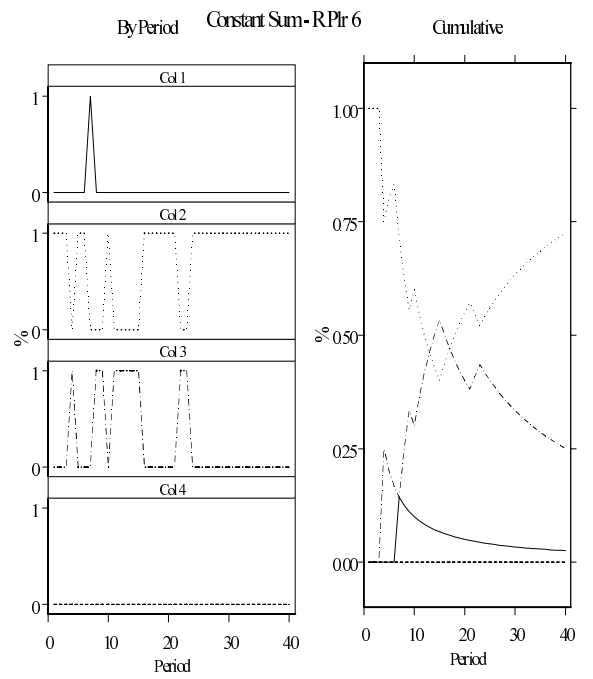 Constant Sum - R Plr 6
By Period
Cumulative
Col 1
1
0
Col 2
1
0
Col 3
1
0
Col 4
1
0
%
0 10 20 30 40
Period
1.00
0.75
0.50
0.25
0.00
%
0 10 20 30 40
Period